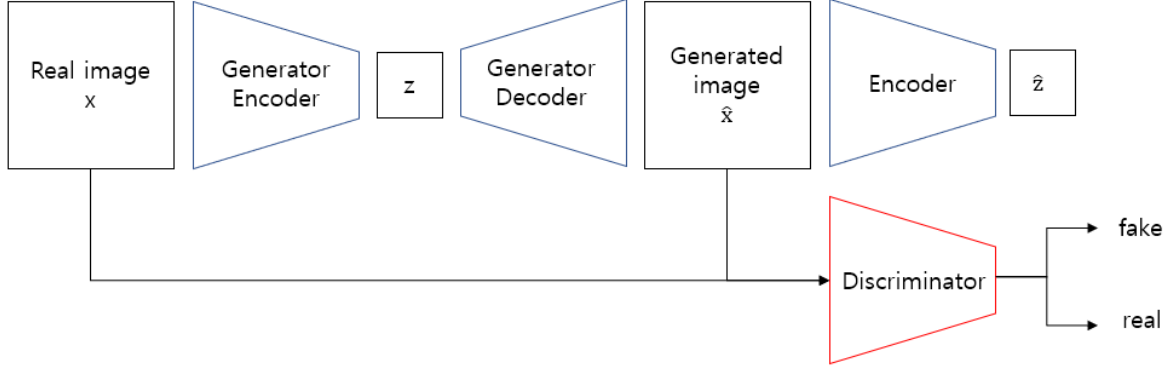 Real image
x
Generator
Encoder
z
Generator
Decoder
Generated
image
x̂
Encoder
ẑ
Discriminator
fake
real